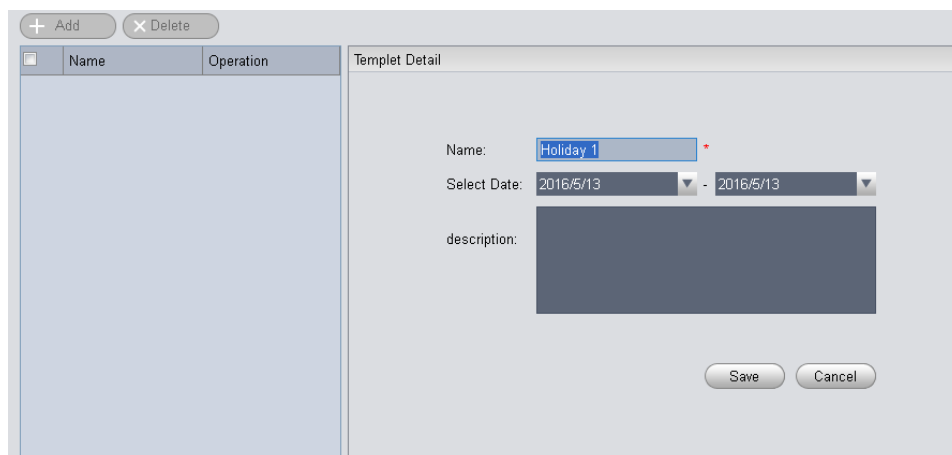 Add Delete
Name Operation Templet Detail
Name: Holiday 1 *
Select Date: 2016/5/13 - 2016/5/13
description:
Save Cancel